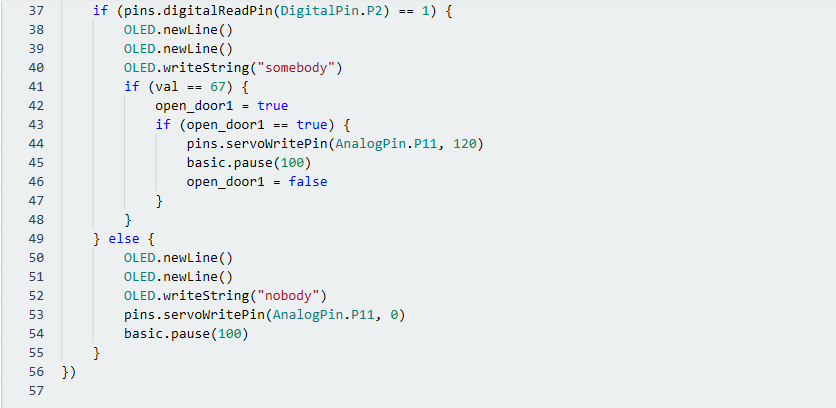 37 if (pins.digitalReadPin(DigitalPin.P2) == 1) {
38 OLED.newLine()
39 OLED.newLine()
40 OLED.writeString("somebody")
41 if (val == 67) {
42 open_door1 = true
43 if (open_door1 == true) {
44 pins.servoWritePin(AnalogPin.P11, 120)
45 basic.pause(100)
46 open_door1 = false
47 }
48 }
49 } else {
50 OLED.newLine()
51 OLED.newLine()
52 OLED.writeString("nobody")
53 pins.servoWritePin(AnalogPin.P11, 0)
54 basic.pause(100)
55 }
56 })
57